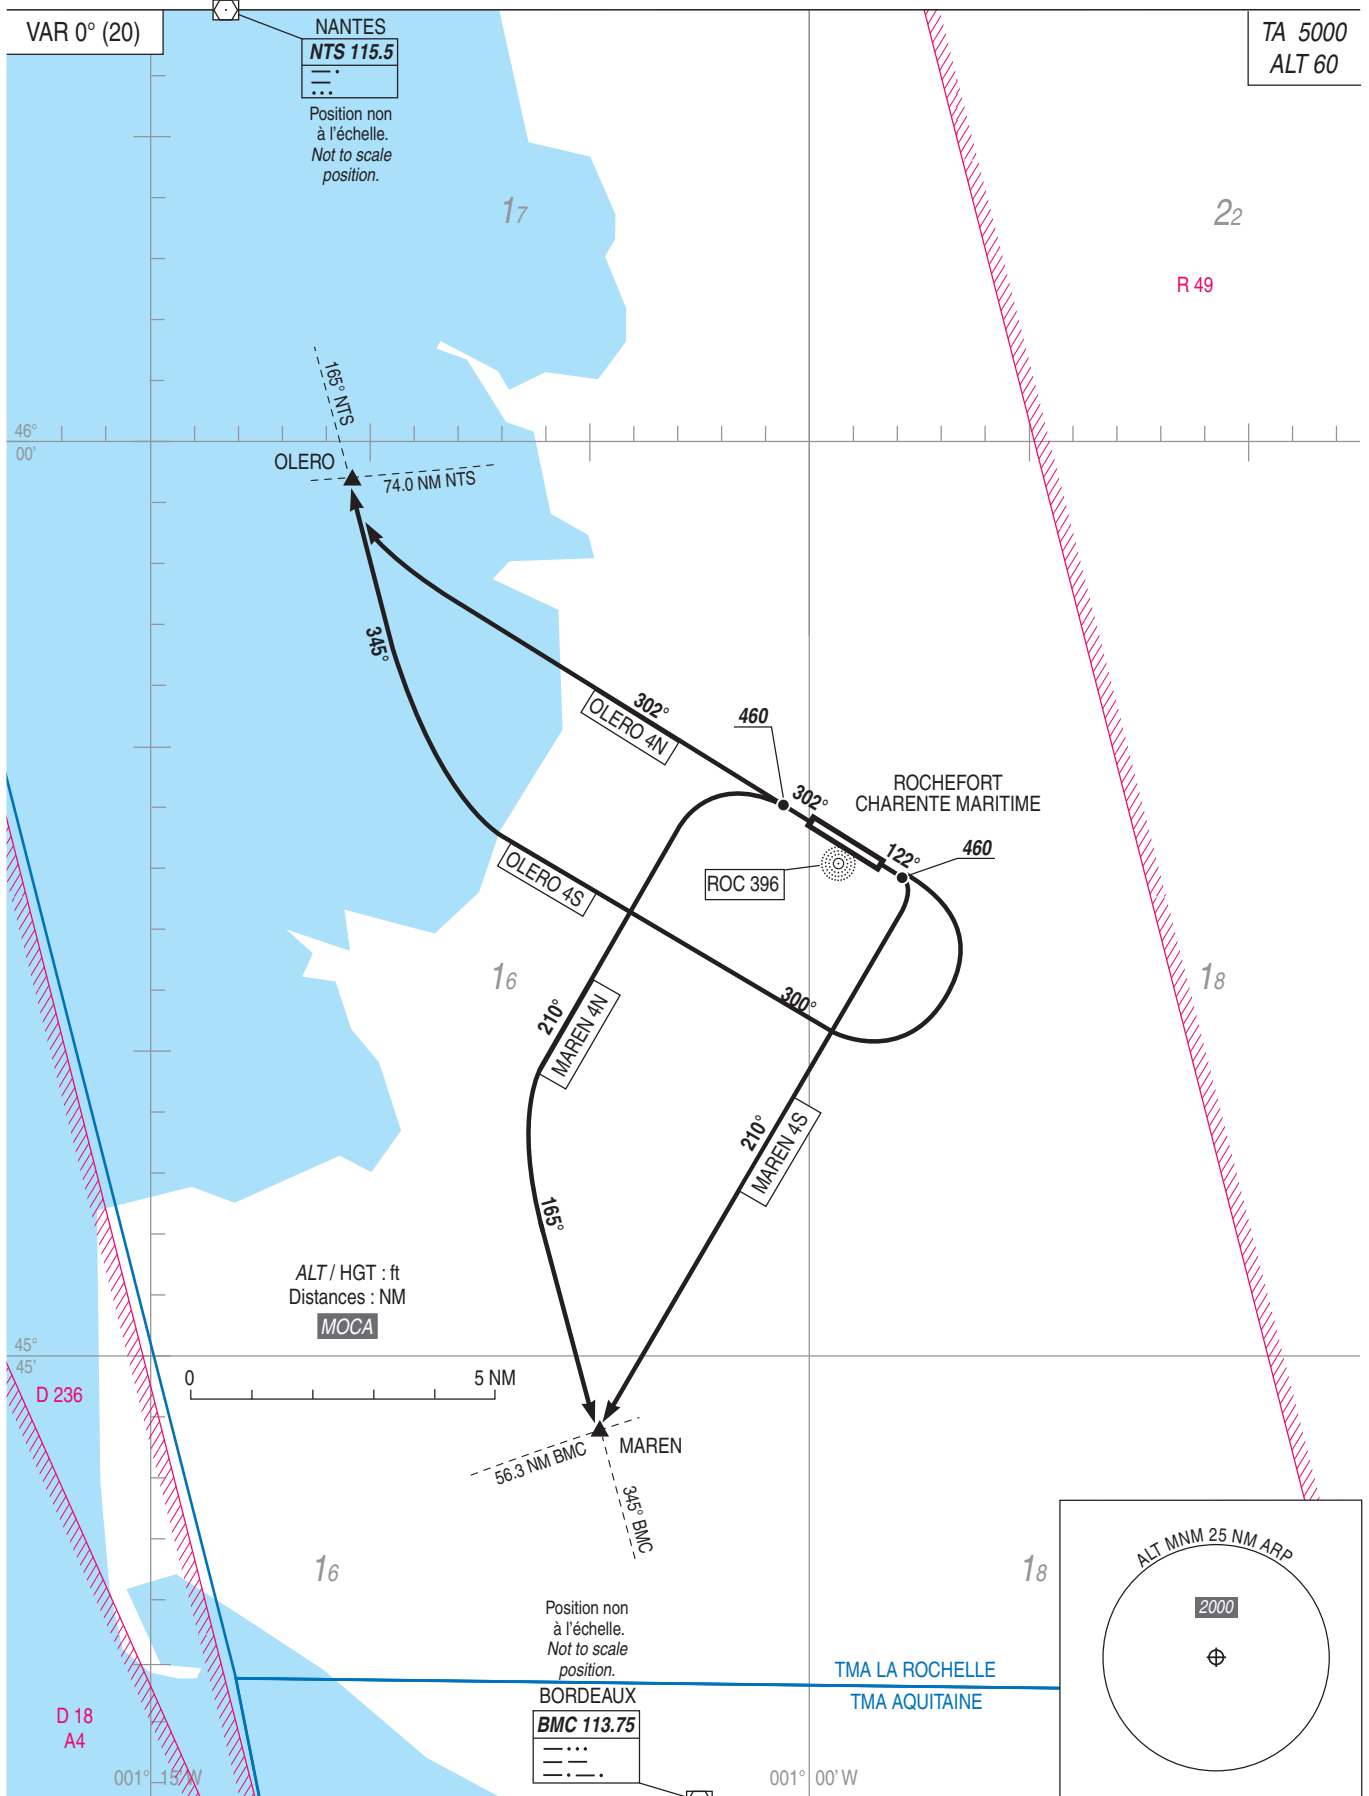 VAR 0° (20)
NANTES
NTS 115.5
Position non
à l'échelle.
Not to scale
position.
TA 5000
ALT 60
17
22
R 49
165° NTS
46°
00'
OLERO
74.0 NM NTS
345°
302°
OLERO 4N
460
302°
ROCHEFORT
CHARENTE MARITIME
122°
460
ROC 396
OLERO 4S
16
18
300°
210°
MAREN 4N
210°
MAREN 4S
165°
ALT / HGT : ft
Distances : NM
MOCA
45°
45'
0
5 NM
D 236
56.3 NM BMC
MAREN
345° BMC
16
18
ALT MNM 25 NM ARP
2000
Position non
à l'échelle.
Not to scale
position.
BORDEAUX
BMC 113.75
TMA LA ROCHELLE
TMA AQUITAINE
D 18
A4
001° 15' W
001° 00' W